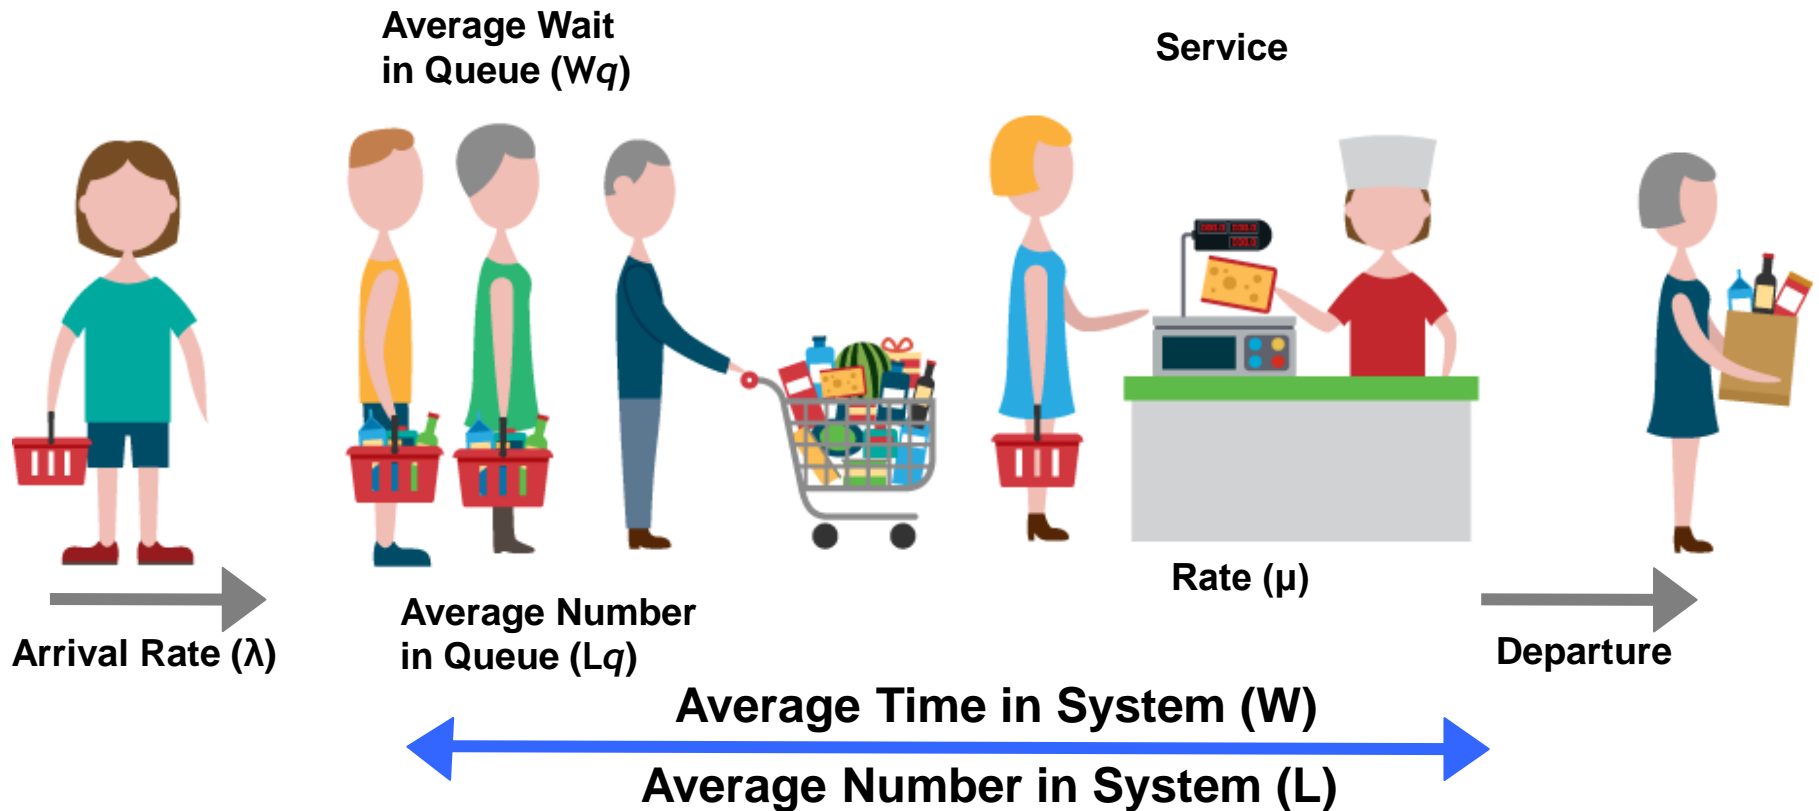 Average Wait
in Queue (Wq)
Service
Rate (μ)
Average Number
in Queue (Lq)
Arrival Rate (λ)
Departure
Average Time in System (W)
Average Number in System (L)